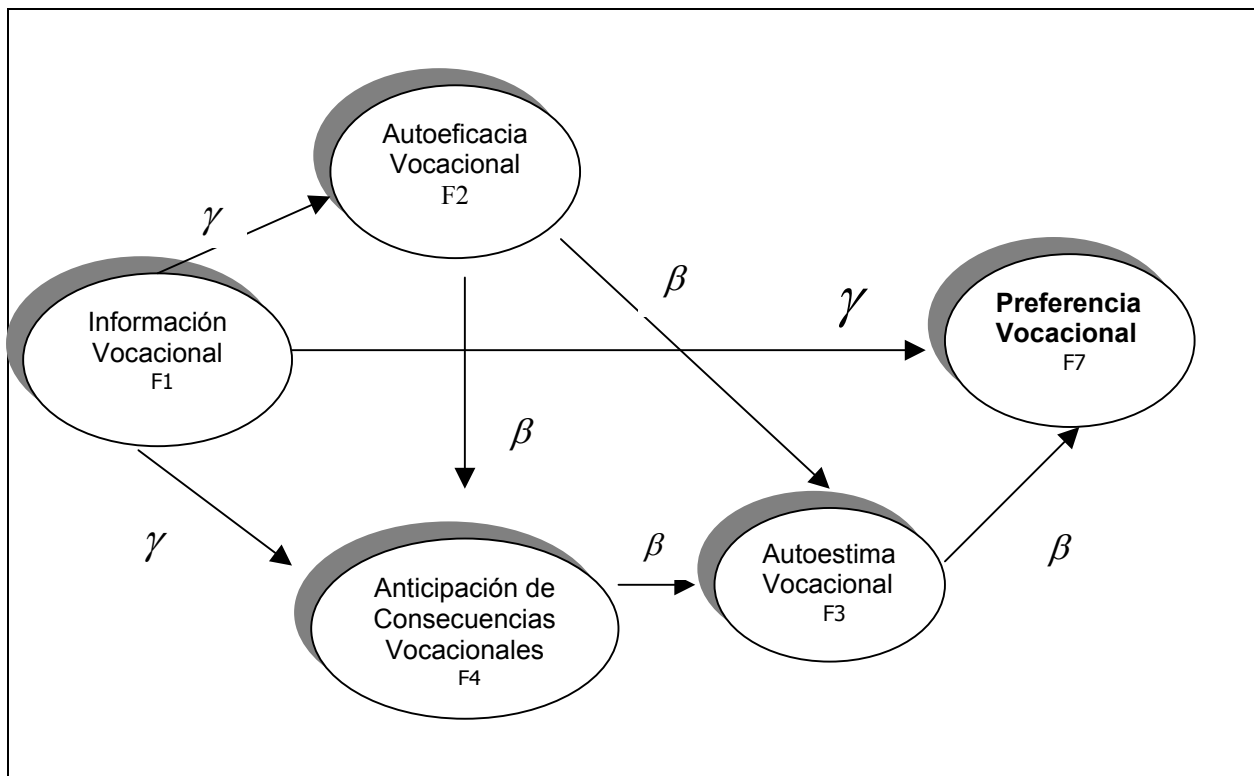 Autoeficacia
Vocacional
F2
γ
β
γ
Preferencia
Vocacional
F7
Información
Vocacional
F1
β
γ
β
β
Autoestima
Vocacional
F3
Anticipación de
Consecuencias
Vocacionales
F4